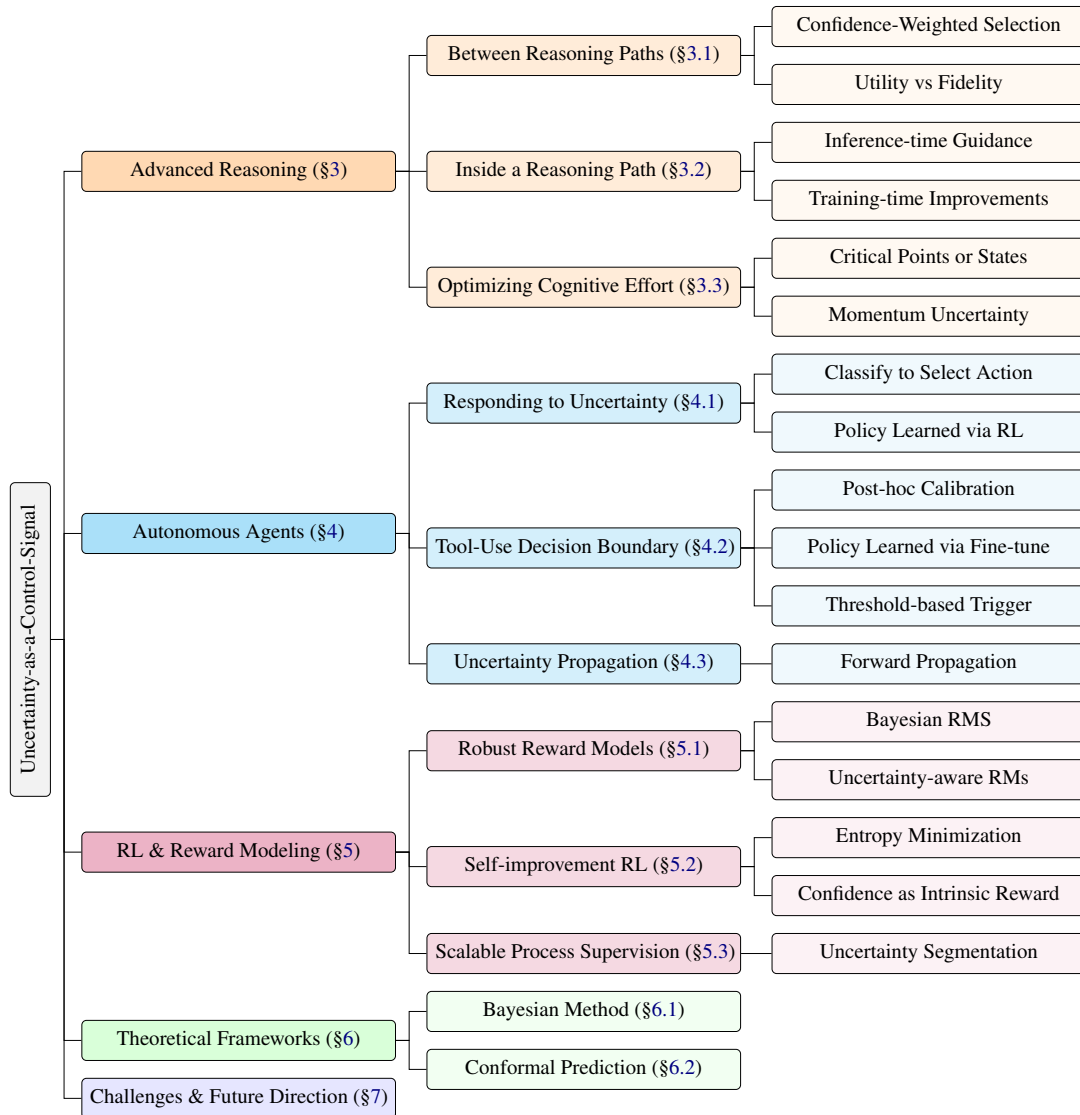 Uncertainty-as-a-Control-Signal
Advanced Reasoning (§3)
Between Reasoning Paths (§3.1)
Confidence-Weighted Selection
Utility vs Fidelity
Inside a Reasoning Path (§3.2)
Inference-time Guidance
Training-time Improvements
Optimizing Cognitive Effort (§3.3)
Critical Points or States
Momentum Uncertainty
Autonomous Agents (§4)
Responding to Uncertainty (§4.1)
Classify to Select Action
Policy Learned via RL
Tool-Use Decision Boundary (§4.2)
Post-hoc Calibration
Policy Learned via Fine-tune
Threshold-based Trigger
Uncertainty Propagation (§4.3)
Forward Propagation
RL & Reward Modeling (§5)
Robust Reward Models (§5.1)
Bayesian RMS
Uncertainty-aware RMs
Self-improvement RL (§5.2)
Entropy Minimization
Confidence as Intrinsic Reward
Scalable Process Supervision (§5.3)
Uncertainty Segmentation
Theoretical Frameworks (§6)
Bayesian Method (§6.1)
Conformal Prediction (§6.2)
Challenges & Future Direction (§7)